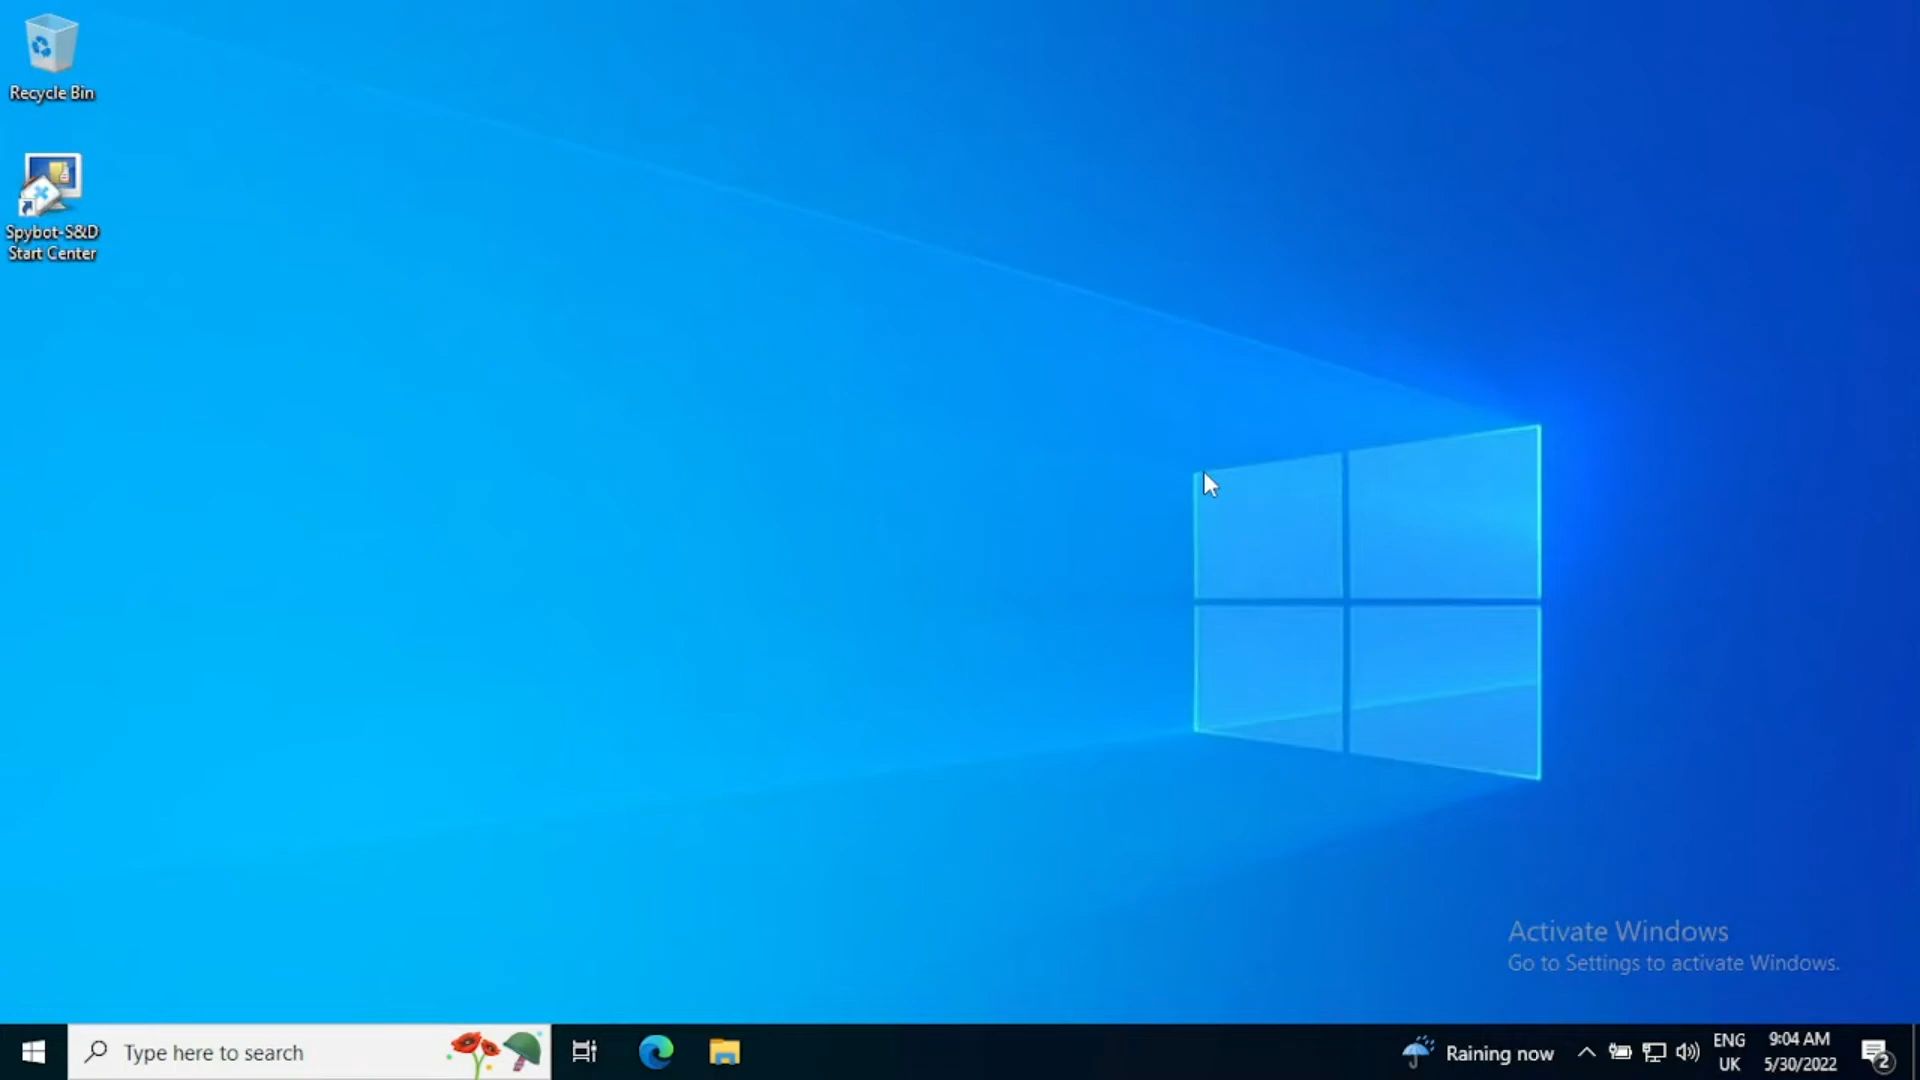 Recycle Bin
Spybot-S&D
Start Center
Activate Windows
Go to Settings to activate Windows.
Type here to search
Raining now
ENG
UK
9:04 AM
5/30/2022
2